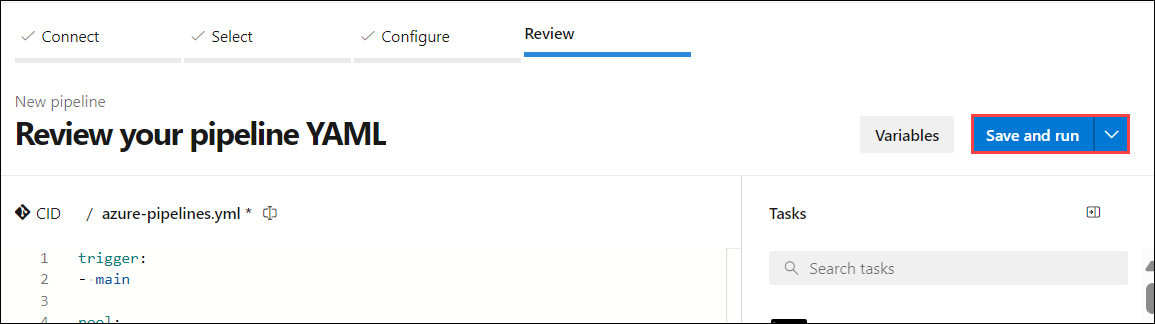 Connect
Select
Configure
Review
New pipeline
Review your pipeline YAML
Variables
Save and run
CID / azure-pipelines.yml *
Tasks
1 trigger:
2 - main
3
4 pool:
Search tasks